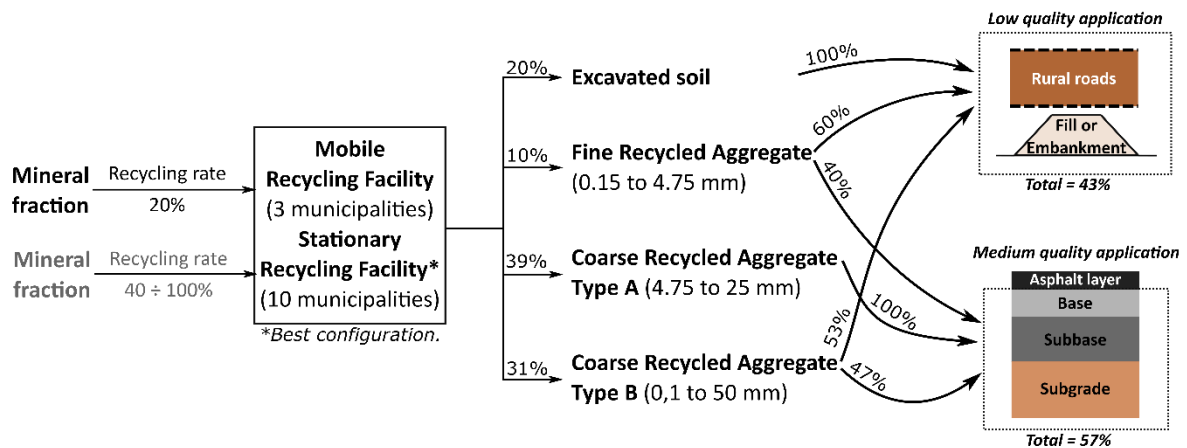 Mineral
fraction
Recycling rate
20%
Mineral
fraction
Recycling rate
40 ÷ 100%
Mobile
Recycling Facility
(3 municipalities)
Stationary
Recycling Facility*
(10 municipalities)
*Best configuration.
20%
Excavated soil
10%
Fine Recycled Aggregate
(0.15 to 4.75 mm)
39%
Coarse Recycled Aggregate
Type A (4.75 to 25 mm)
31%
Coarse Recycled Aggregate
Type B (0,1 to 50 mm)
100%
60%
40%
100%
53%
47%
Low quality application
Rural roads
Fill or
Embankment
Total = 43%
Medium quality application
Asphalt layer
Base
Subbase
Subgrade
Total = 57%